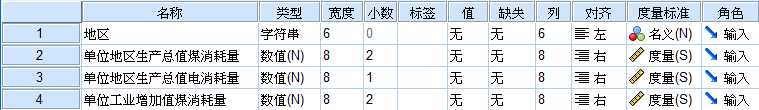 名称 类型 宽度 小数 标签 值 缺失 列 对齐 度量标准 角色
1 地区 字符串 6 0 无 无 6 左 名义(N) 输入
2 单位地区生产总值煤消耗量 数值(N) 8 2 无 无 8 右 度量(S) 输入
3 单位地区生产总值电消耗量 数值(N) 8 1 无 无 8 右 度量(S) 输入
4 单位工业增加值煤消耗量 数值(N) 8 2 无 无 8 右 度量(S) 输入